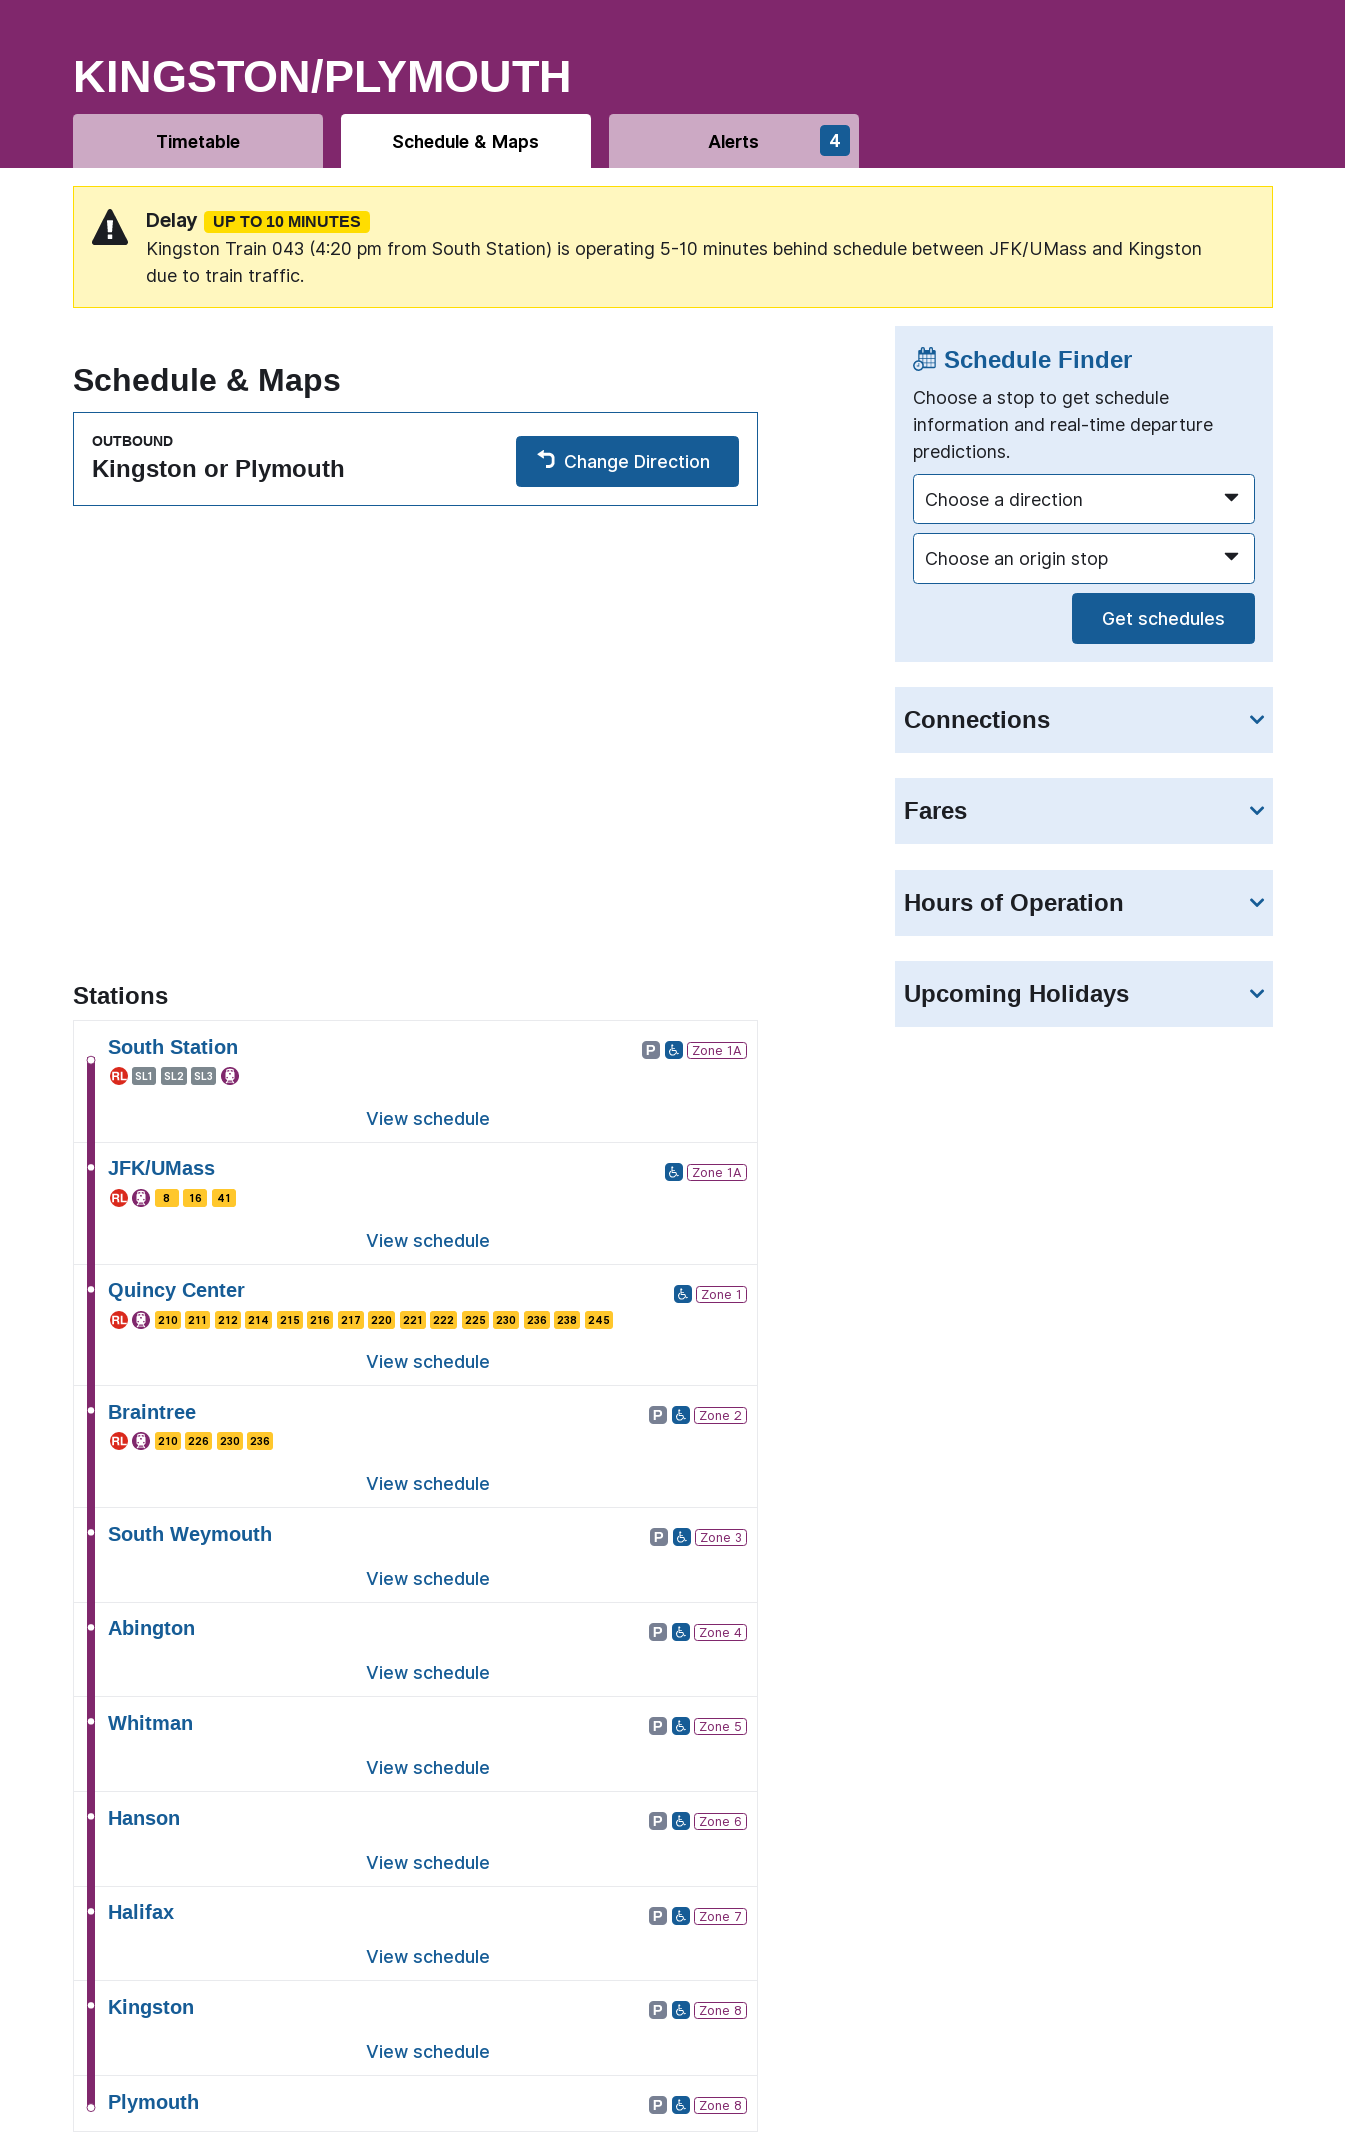 KINGSTON/PLYMOUTH
Timetable
Schedule & Maps
Alerts
4
Delay UP TO 10 MINUTES
Kingston Train 043 (4:20 pm from South Station) is operating 5-10 minutes behind schedule between JFK/UMass and Kingston
due to train traffic.
Schedule & Maps
OUTBOUND
Kingston or Plymouth
Change Direction
Schedule Finder
Choose a stop to get schedule
information and real-time departure
predictions.
Choose a direction
Choose an origin stop
Get schedules
Connections
Fares
Hours of Operation
Upcoming Holidays
Stations
South Station P Zone 1A
RL SL1 SL2 SL3
View schedule
JFK/UMass Zone 1A
RL 8 16 41
View schedule
Quincy Center Zone 1
RL 210 211 212 214 215 216 217 220 221 222 225 230 236 238 245
View schedule
Braintree P Zone 2
RL 210 226 230 236
View schedule
South Weymouth P Zone 3
View schedule
Abington P Zone 4
View schedule
Whitman P Zone 5
View schedule
Hanson P Zone 6
View schedule
Halifax P Zone 7
View schedule
Kingston P Zone 8
View schedule
Plymouth P Zone 8